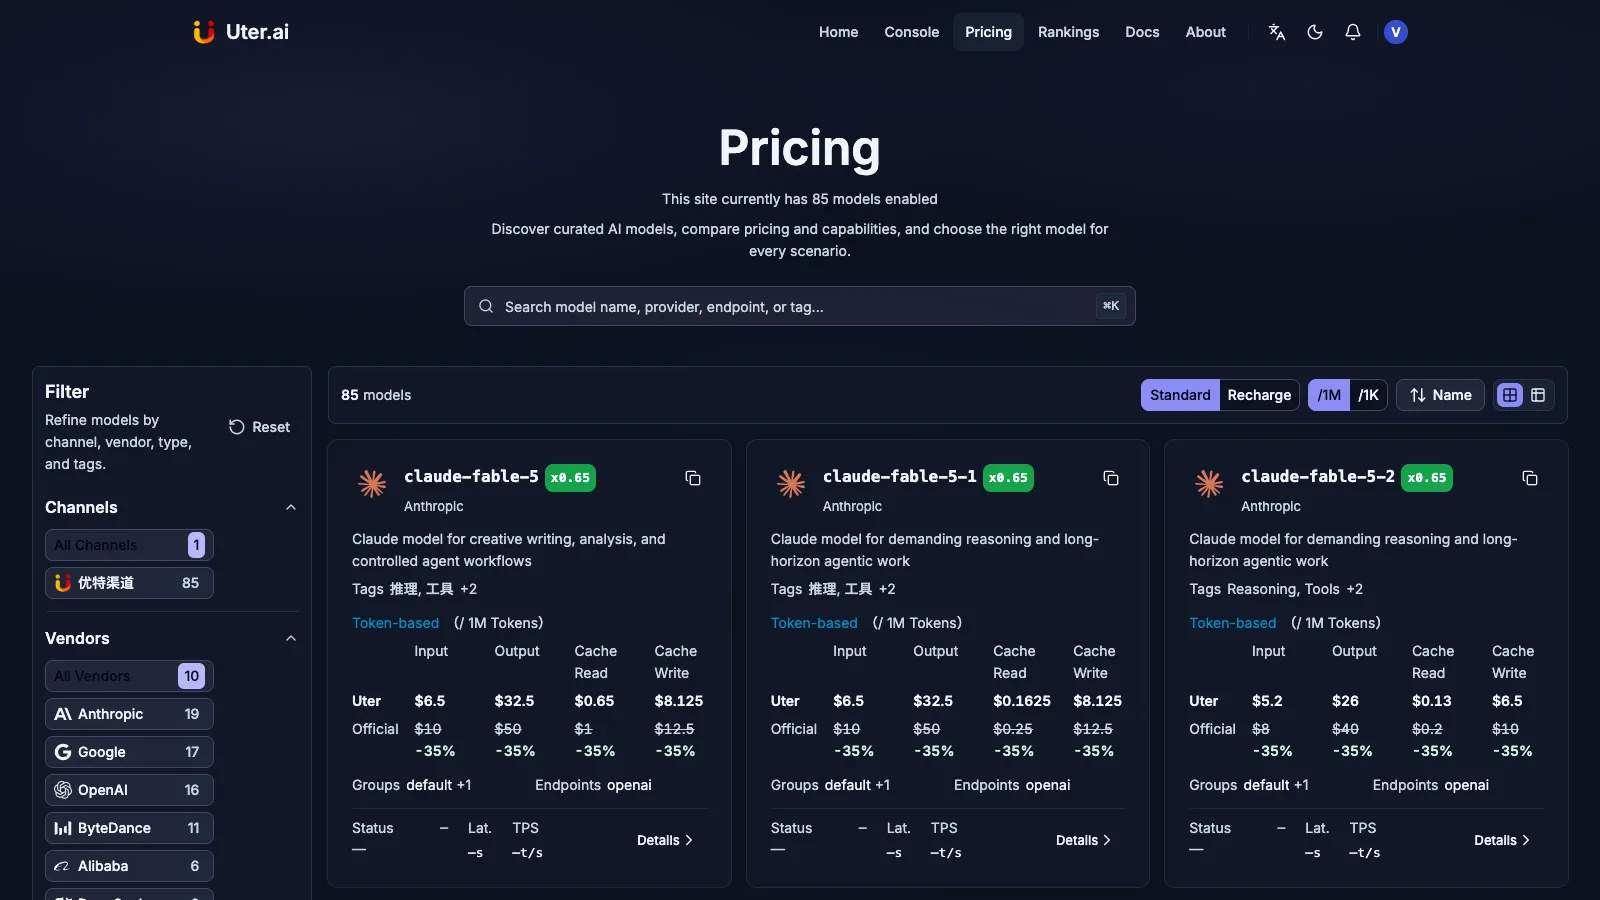 Uter.ai
Home Console Pricing Rankings Docs About V
Pricing
This site currently has 85 models enabled
Discover curated AI models, compare pricing and capabilities, and choose the right model for
every scenario.
Search model name, provider, endpoint, or tag... ⌘K
Filter
Refine models by
channel, vendor, type,
and tags.
Reset
Channels
All Channels 1
优特渠道 85
Vendors
All Vendors 10
Anthropic 19
Google 17
OpenAI 16
ByteDance 11
Alibaba 6
85 models
Standard Recharge /1M /1K Name
claude-fable-5 x0.65
Anthropic
Claude model for creative writing, analysis, and
controlled agent workflows
Tags 推理, 工具 +2
Token-based (/ 1M Tokens)
Input Output Cache Read Cache Write
Uter $6.5 $32.5 $0.65 $8.125
Official $10 $50 $1 $12.5
-35% -35% -35% -35%
Groups default +1 Endpoints openai
Status – Lat. TPS
— –s –t/s
Details
claude-fable-5-1 x0.65
Anthropic
Claude model for demanding reasoning and long-
horizon agentic work
Tags 推理, 工具 +2
Token-based (/ 1M Tokens)
Input Output Cache Read Cache Write
Uter $6.5 $32.5 $0.1625 $8.125
Official $10 $50 $0.25 $12.5
-35% -35% -35% -35%
Groups default +1 Endpoints openai
Status – Lat. TPS
— –s –t/s
Details
claude-fable-5-2 x0.65
Anthropic
Claude model for demanding reasoning and long-
horizon agentic work
Tags Reasoning, Tools +2
Token-based (/ 1M Tokens)
Input Output Cache Read Cache Write
Uter $5.2 $26 $0.13 $6.5
Official $8 $40 $0.2 $10
-35% -35% -35% -35%
Groups default +1 Endpoints openai
Status – Lat. TPS
— –s –t/s
Details